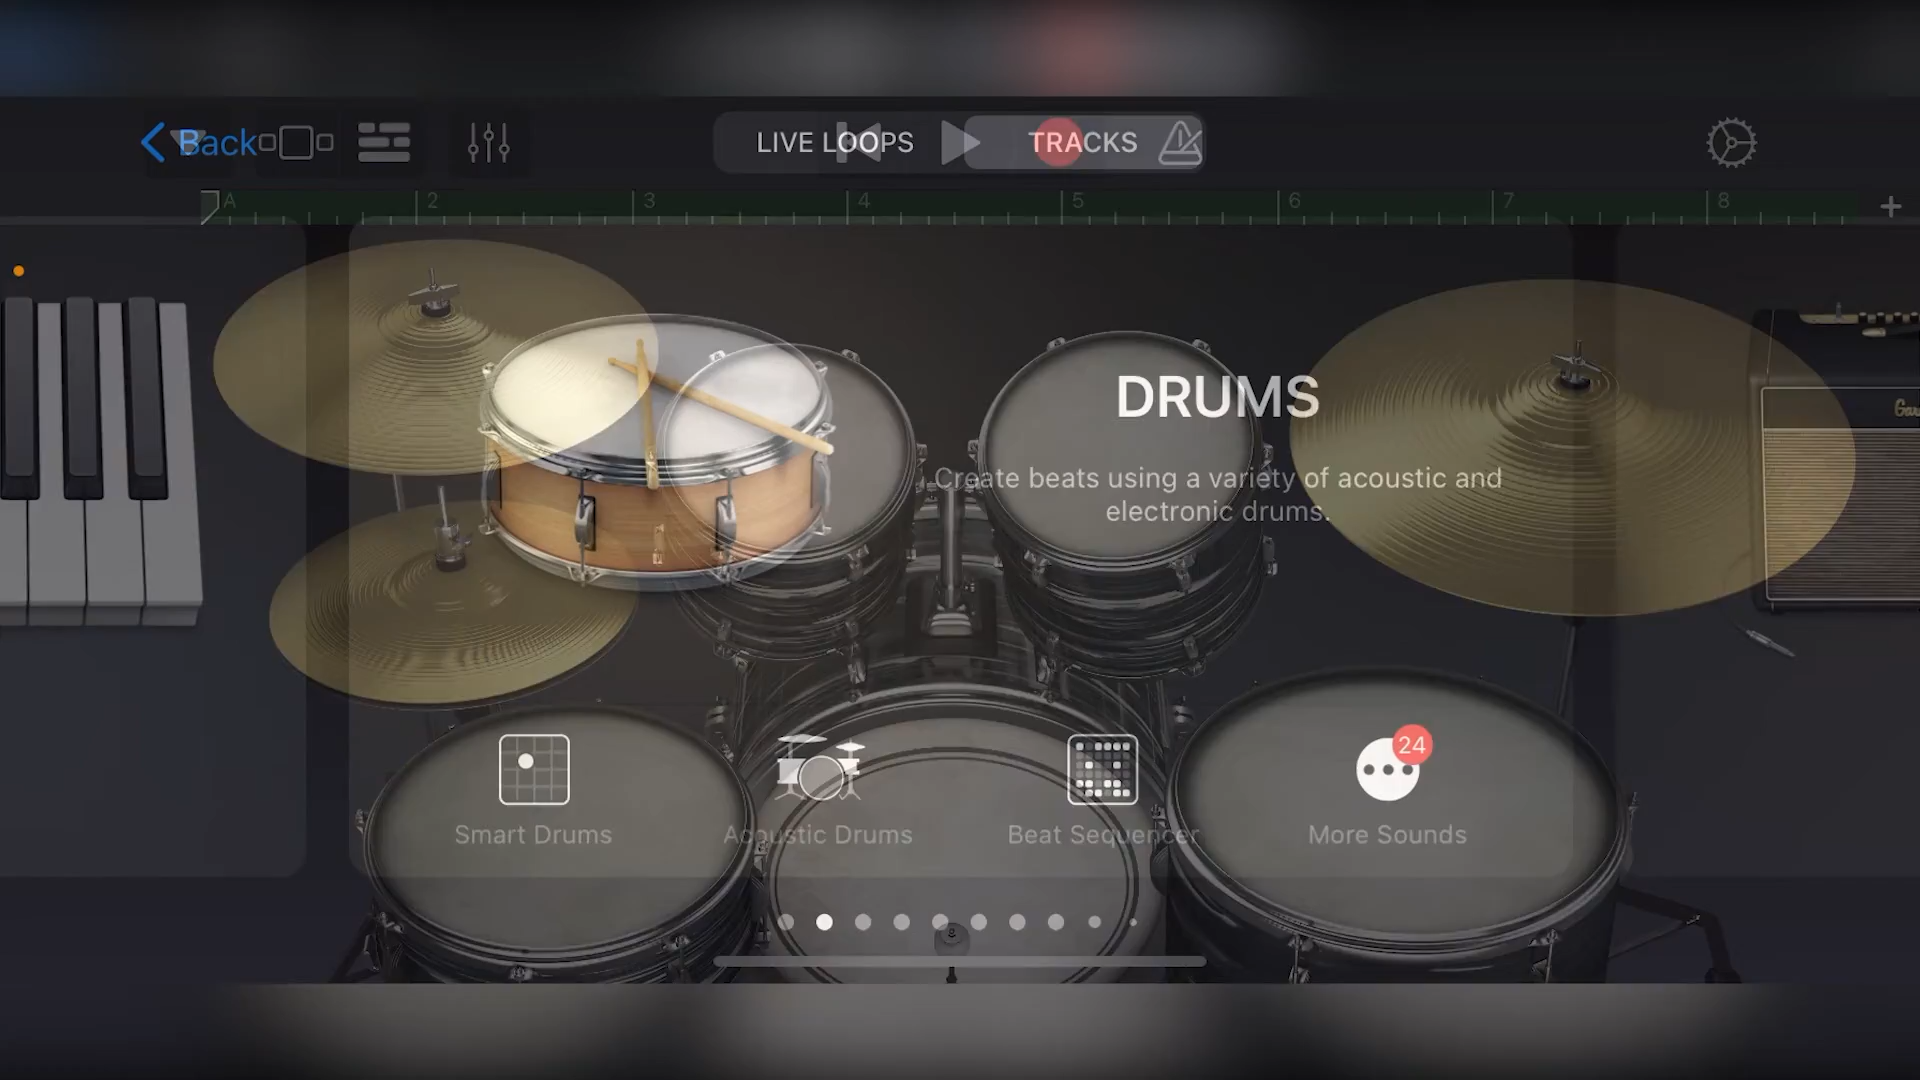 Back
LIVE LOOPS
TRACKS
A
2
3
4
5
6
7
8
DRUMS
Create beats using a variety of acoustic and
electronic drums.
24
Smart Drums
Acoustic Drums
Beat Sequencer
More Sounds